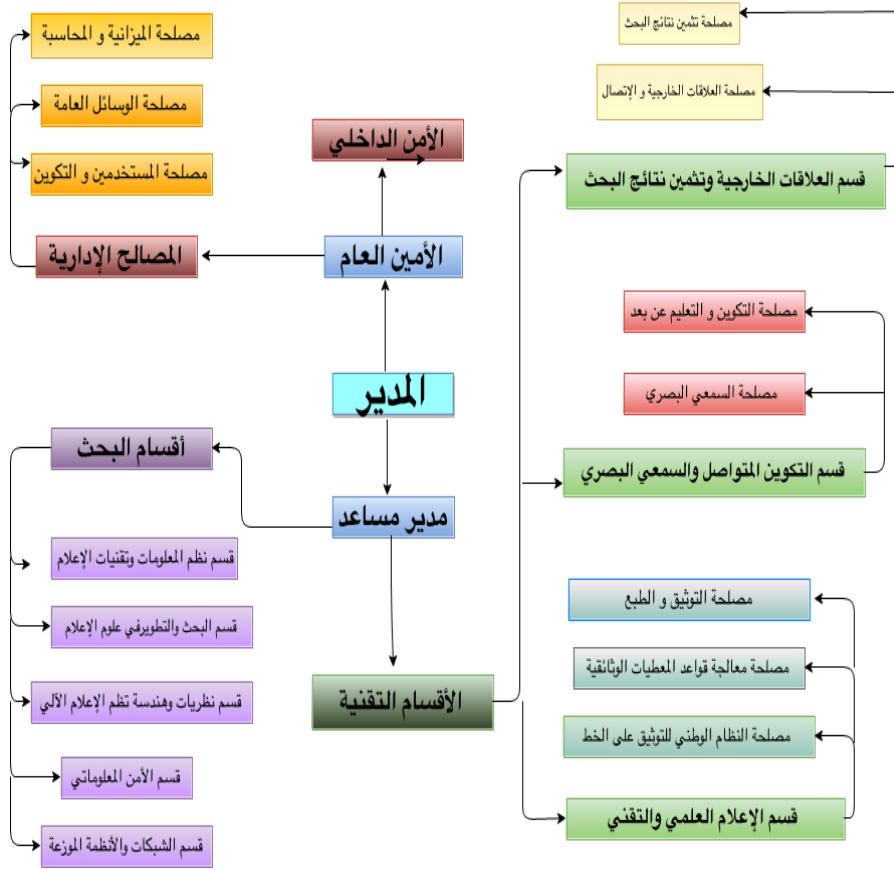 مصلحة تثمين نتائج البحث
مصلحة العلاقات الخارجية و الإتصال
قسم العلاقات الخارجية وتثمين نتائج البحث
مصلحة التكوين و التعليم عن بعد
مصلحة السمعي البصري
قسم التكوين المتواصل والسمعي البصري
مصلحة التوثيق و الطبع
مصلحة معالجة قواعد المعطيات الوثائقية
مصلحة النظام الوطني للتوثيق على الخط
قسم الإعلام العلمي والتقني
الأمن الداخلي
الأمين العام
المدير
مدير مساعد
الأقسام التقنية
مصلحة الميزانية و المحاسبة
مصلحة الوسائل العامة
مصلحة المستخدمين و التكوين
المصالح الإدارية
أقسام البحث
قسم نظم المعلومات وتقنيات الإعلام
قسم البحث والتطويرفي علوم الإعلام
قسم نظريات وهندسة تظم الإعلام الآلي
قسم الأمن المعلوماتي
قسم الشبكات والأنظمة الموزعة